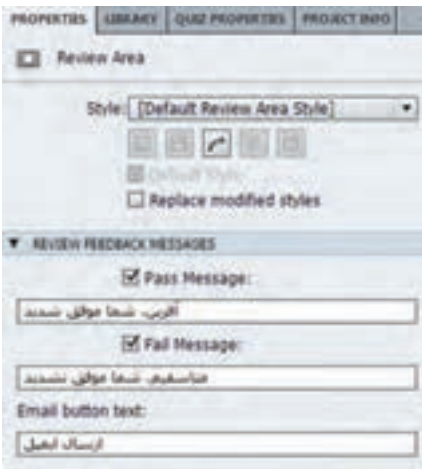 PROPERTIES LIBRARY QUIZ PROPERTIES PROJECT INFO
Review Area
Style: [Default Review Area Style]
Default Style
Replace modified styles
REVIEW FEEDBACK MESSAGES
Pass Message:
آفرین، شما موفق شدید
Fail Message:
متاسفیم، شما موفق نشدید
Email button text:
ارسال ایمیل